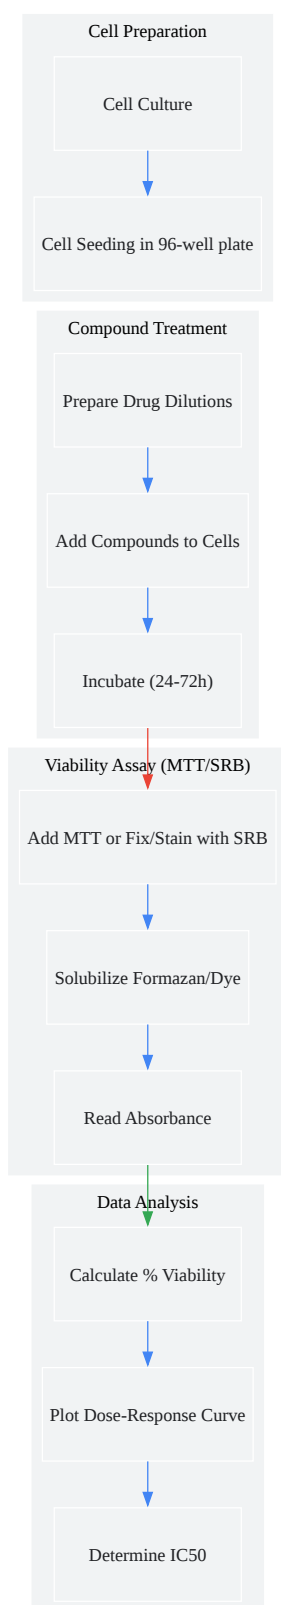 Cell Preparation
Cell Culture
Cell Seeding in 96-well plate
Compound Treatment
Prepare Drug Dilutions
Add Compounds to Cells
Incubate (24-72h)
Viability Assay (MTT/SRB)
Add MTT or Fix/Stain with SRB
Solubilize Formazan/Dye
Read Absorbance
Data Analysis
Calculate % Viability
Plot Dose-Response Curve
Determine IC50